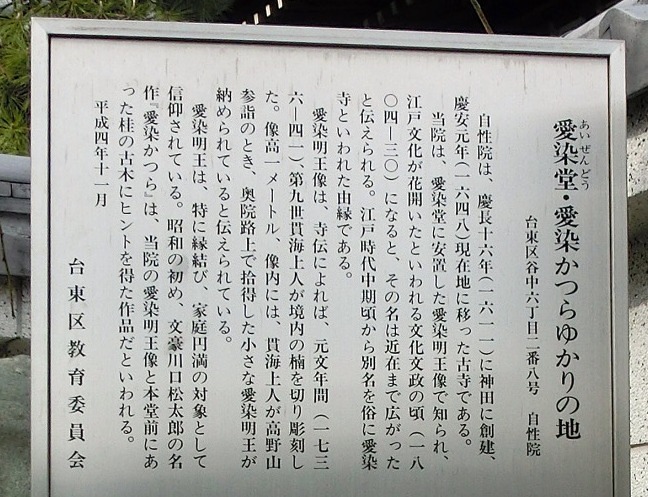 愛染堂・愛染かつらゆかりの地
あいぜんどう
台東区谷中六丁目二番八号　自性院
自性院は、慶長十六年(一六一一)に神田に創建、
慶安元年(一六四八)現在地に移った古寺である。
当院は、愛染堂に安置した愛染明王像で知られ、
江戸文化が花開いたといわれる文化文政の頃(一八
〇四―三〇)になると、その名は近在まで広がった
と伝えられる。江戸時代中期頃から別名を俗に愛染
寺といわれた由縁である。
愛染明王像は、寺伝によれば、元文年間(一七三
六―四一)、第九世貫海上人が境内の楠を切り彫刻し
た。像高一メートル、像内には、貫海上人が高野山
参詣のとき、奥院路上で拾得した小さな愛染明王が
納められていると伝えられている。
愛染明王は、特に縁結び、家庭円満の対象として
信仰されている。昭和の初め、文豪川口松太郎の名
作『愛染かつら』は、当院の愛染明王像と本堂前にあ
った桂の古木にヒントを得た作品だといわれる。
平成四年十一月
台東区教育委員会